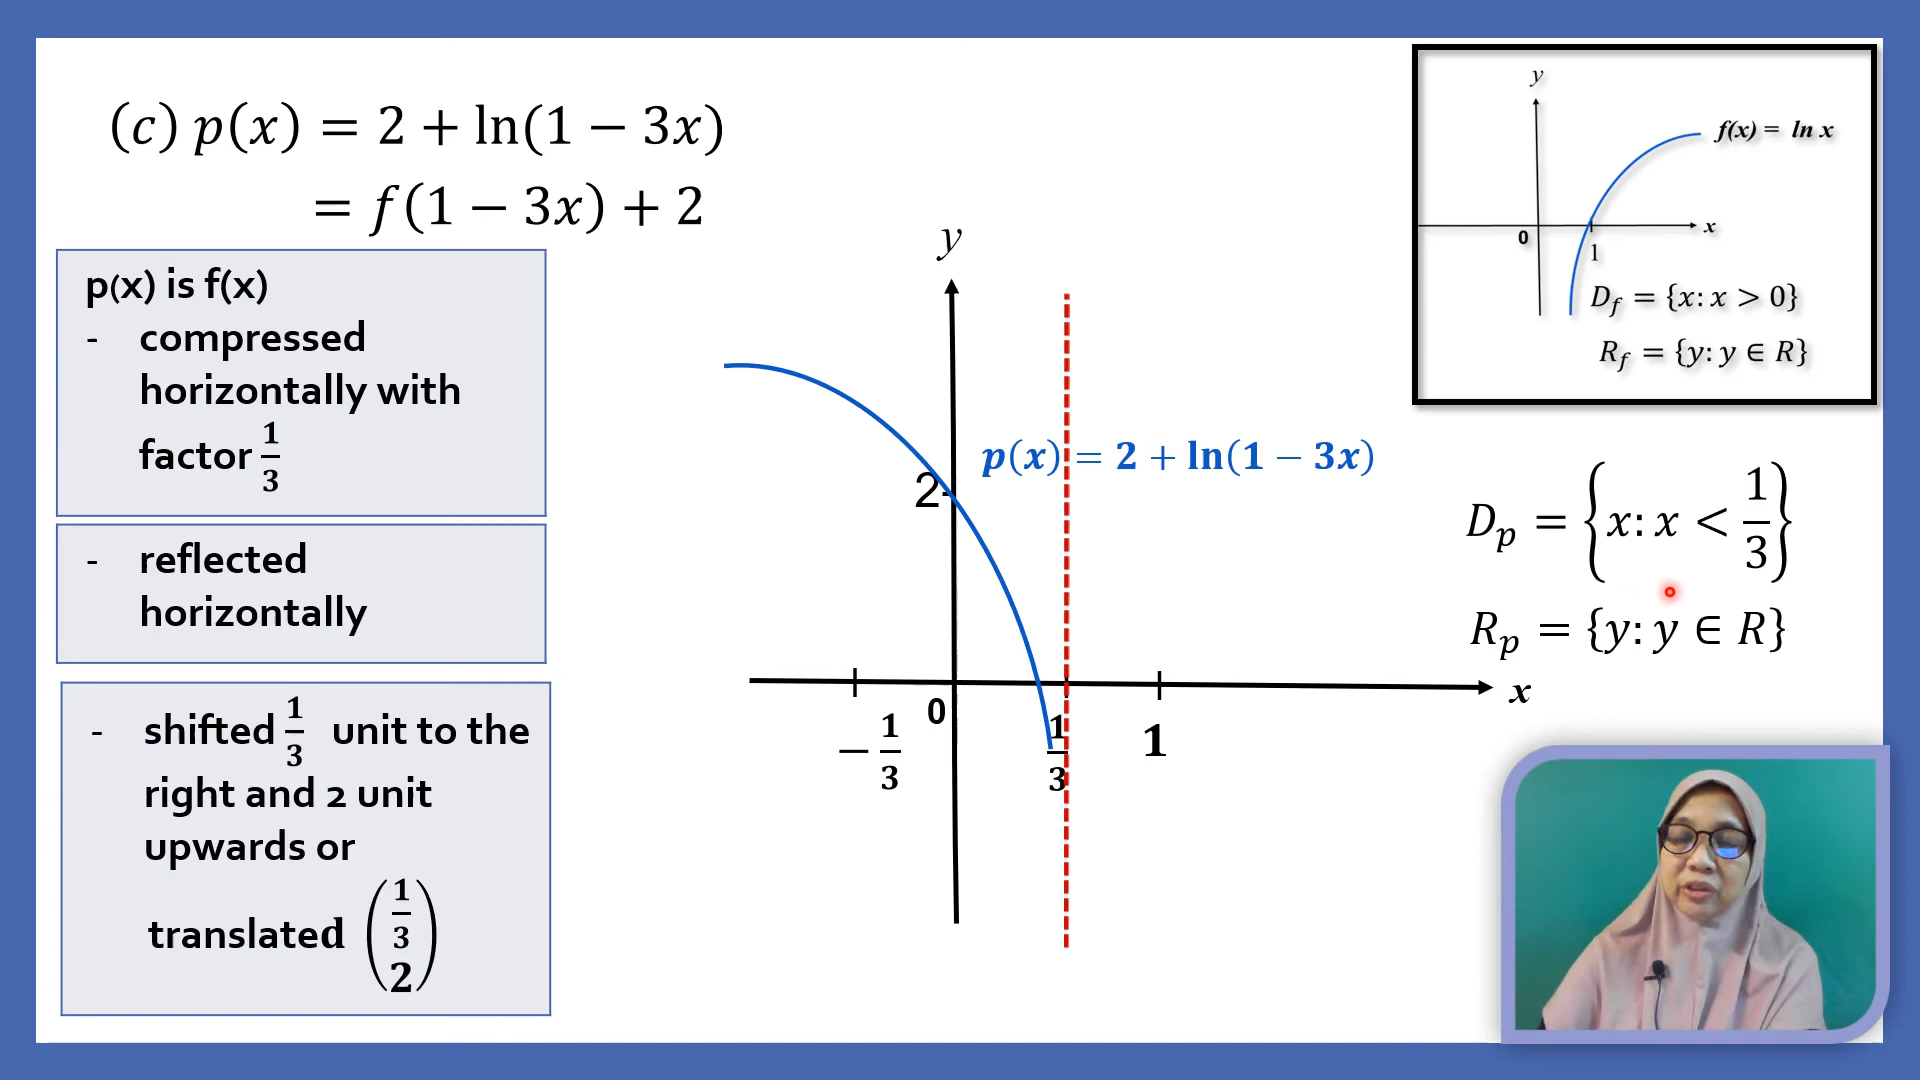 (c) p(x) = 2 + ln(1 − 3x)
= f(1 − 3x) + 2
p(x) is f(x)
- compressed
horizontally with
factor 1/3
- reflected
horizontally
- shifted 1/3 unit to the
right and 2 unit
upwards or
translated (1/3 2)
y
2
p(x) = 2 + ln(1 − 3x)
0
x
−1/3
1/3
1
y
f(x) = ln x
0
x
1
D_f = {x: x > 0}
R_f = {y: y ∈ R}
D_p = {x: x < 1/3}
R_p = {y: y ∈ R}